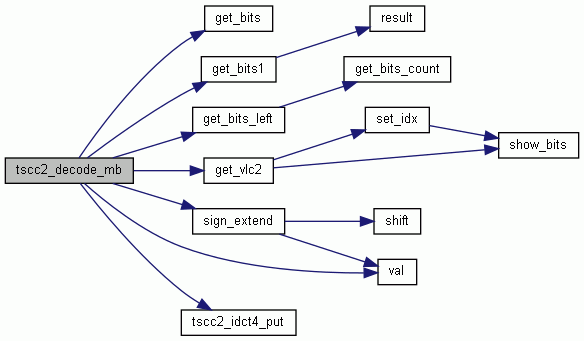 get_bits
result
get_bits1
get_bits_count
get_bits_left
set_idx
show_bits
tscc2_decode_mb
get_vlc2
sign_extend
shift
val
tscc2_idct4_put